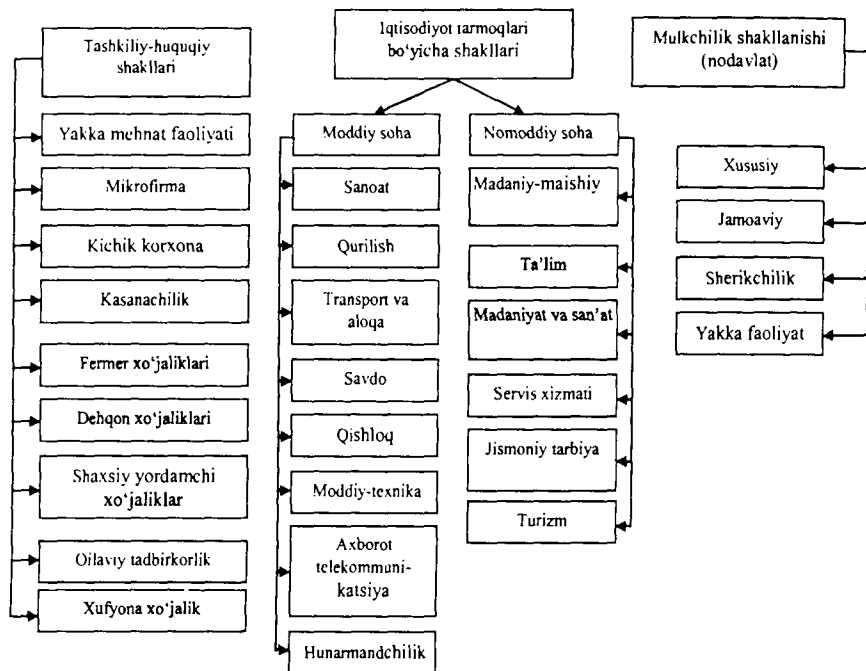 Tashkiliy-huquqiy
shakllari
Yakka mehnat faoliyati
Mikrofirma
Kichik korxona
Kasanachilik
Fermer xo‘jaliklari
Dehqon xo‘jaliklari
Shaxsiy yordamchi
xo‘jaliklar
Oilaviy tadbirkorlik
Xufyona xo‘jalik
Iqtisodiyot tarmoqlari
bo‘yicha shakllari
Moddiy soha
Sanoat
Qurilish
Transport va
aloqa
Savdo
Qishloq
Moddiy-texnika
Axborot
telekommuni-
katsiya
Hunarmandchilik
Nomoddiy soha
Madaniy-maishiy
Ta’lim
Madaniyat va san’at
Servis xizmati
Jismoniy tarbiya
Turizm
Mulkchilik shakllanishi
(nodavlat)
Xususiy
Jamoaviy
Sherikchilik
Yakka faoliyat